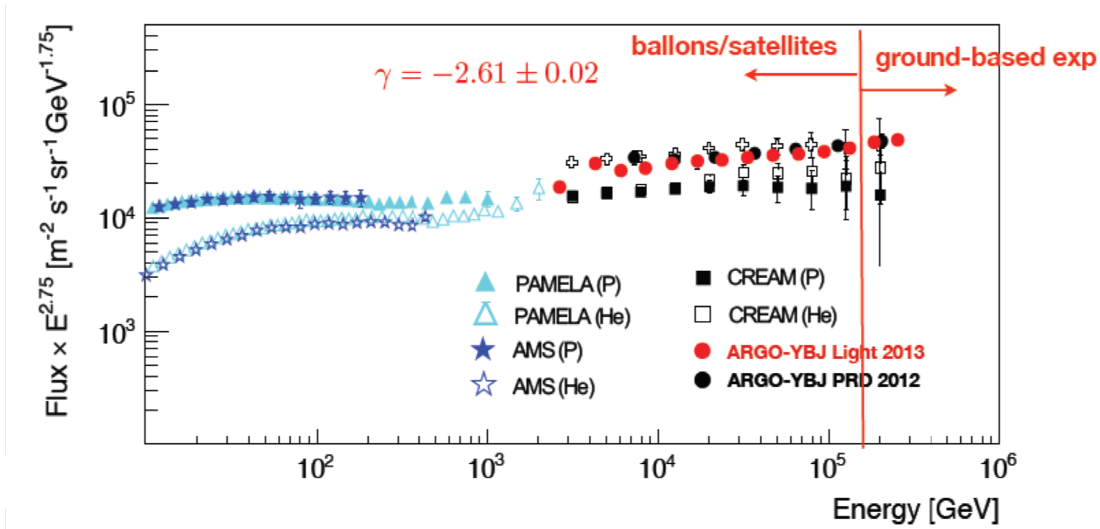 ballons/satellites
ground-based exp
γ = −2.61 ± 0.02
Flux × E^2.75 [m^-2 s^-1 sr^-1 GeV^-1.75]
10^5
10^4
10^3
PAMELA (P)
PAMELA (He)
AMS (P)
AMS (He)
CREAM (P)
CREAM (He)
ARGO-YBJ Light 2013
ARGO-YBJ PRD 2012
10^2
10^3
10^4
10^5
10^6
Energy [GeV]